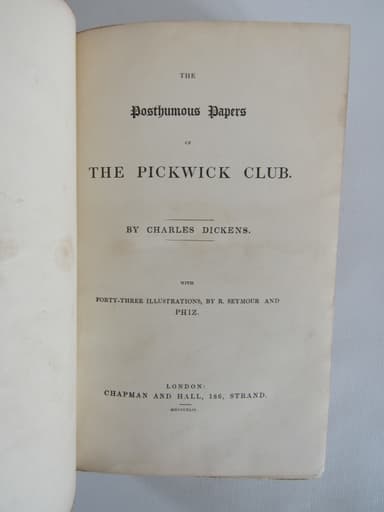 THE
Posthumous Papers
OF
THE PICKWICK CLUB.
BY CHARLES DICKENS.
WITH
FORTY-THREE ILLUSTRATIONS, BY R. SEYMOUR AND
PHIZ.
LONDON:
CHAPMAN AND HALL, 186, STRAND.